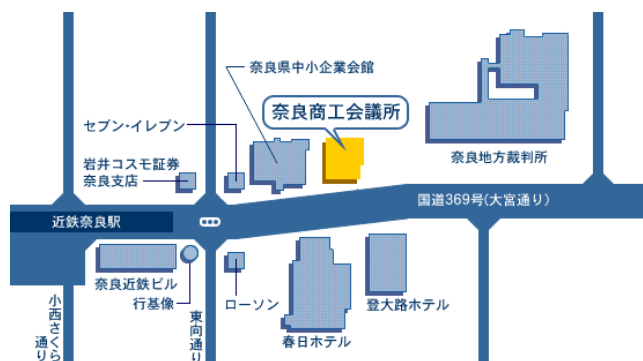 奈良県中小企業会館
奈良商工会議所
セブン・イレブン
岩井コスモ証券
奈良支店
奈良地方裁判所
国道369号(大宮通り)
近鉄奈良駅
奈良近鉄ビル
行基像
ローソン
登大路ホテル
春日ホテル
小西さくら
通り
東向通り